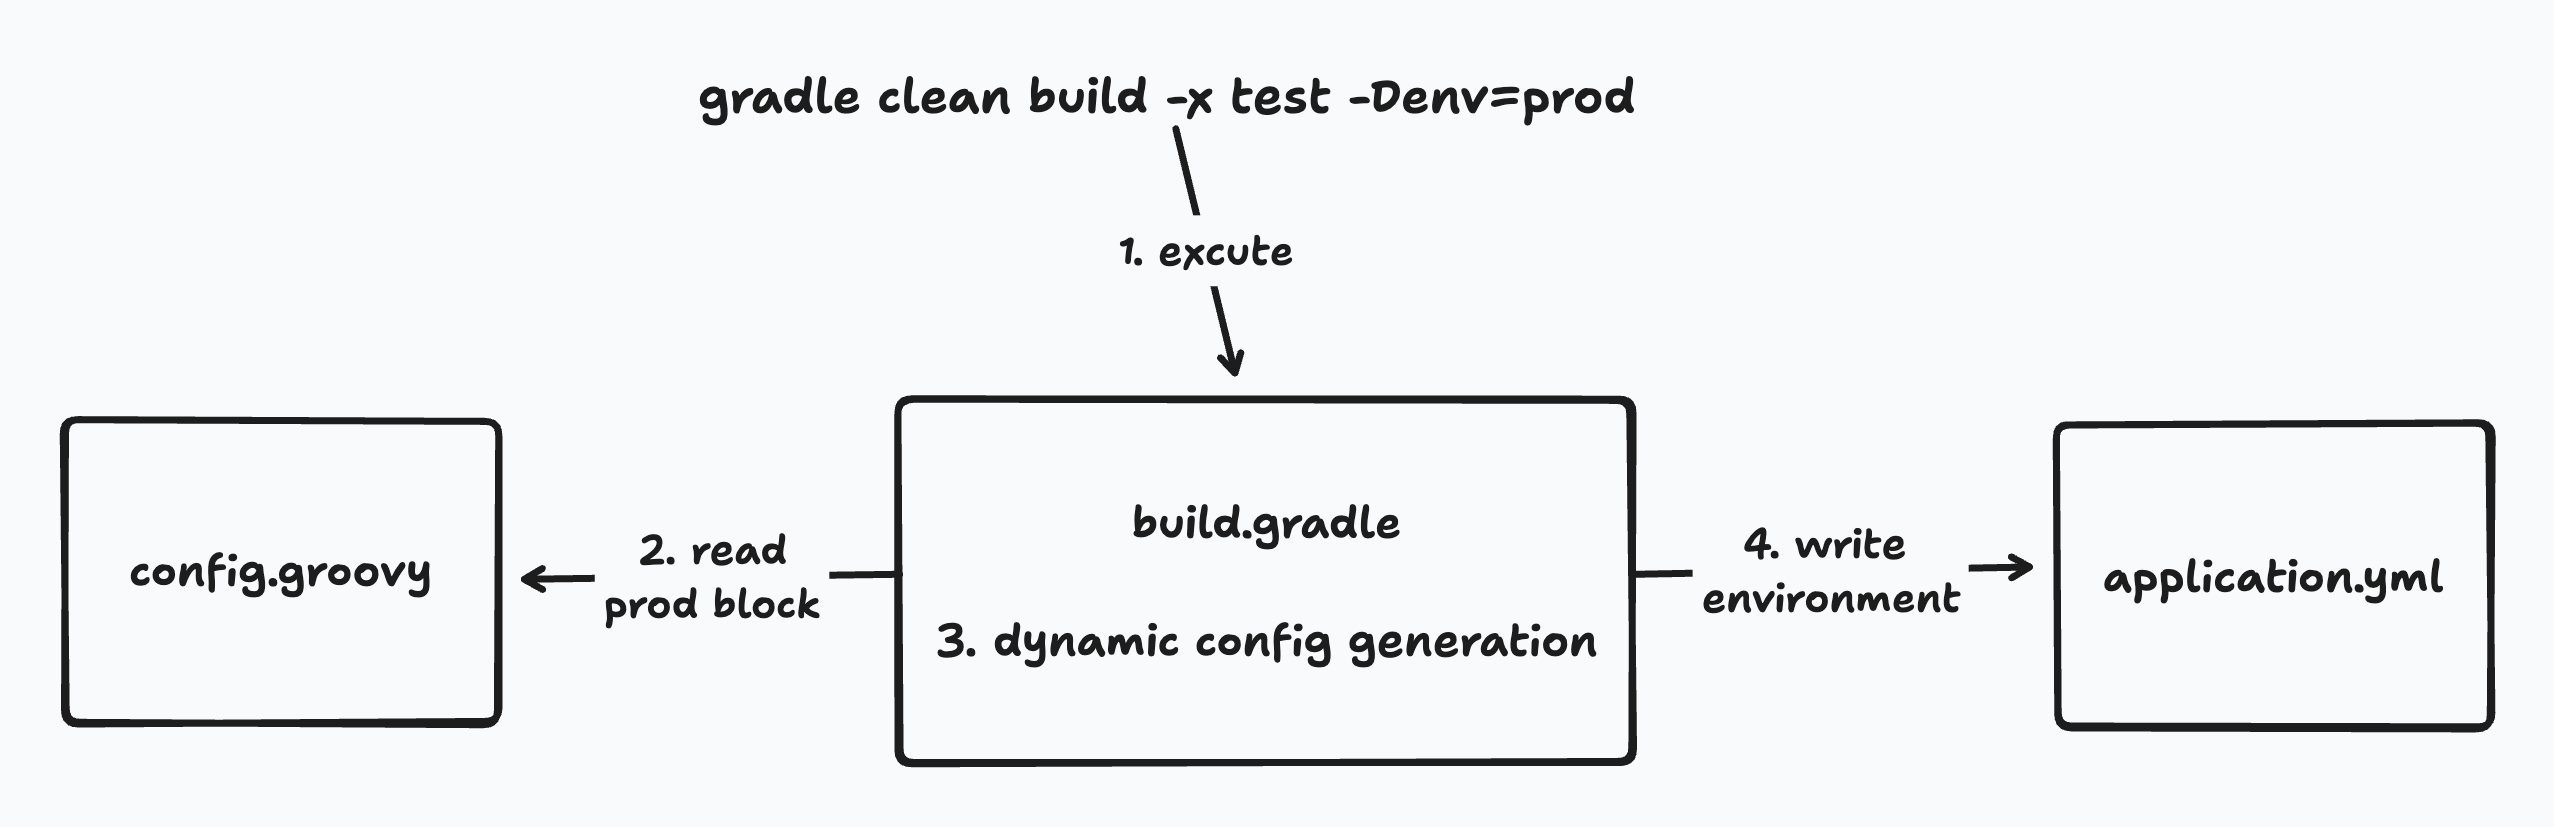 gradle clean build -x test -Denv=prod
1. excute
config.groovy
2. read
prod block
build.gradle
3. dynamic config generation
4. write
environment
application.yml